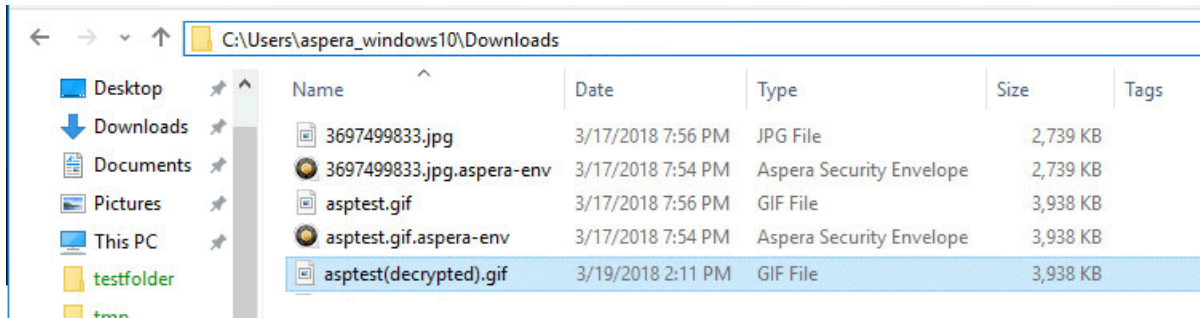 C:\Users\aspera_windows10\Downloads
Desktop
Downloads
Documents
Pictures
This PC
testfolder
tmp
Name Date Type Size Tags
3697499833.jpg 3/17/2018 7:56 PM JPG File 2,739 KB
3697499833.jpg.aspera-env 3/17/2018 7:54 PM Aspera Security Envelope 2,739 KB
asptest.gif 3/17/2018 7:56 PM GIF File 3,938 KB
asptest.gif.aspera-env 3/17/2018 7:54 PM Aspera Security Envelope 3,938 KB
asptest(decrypted).gif 3/19/2018 2:11 PM GIF File 3,938 KB